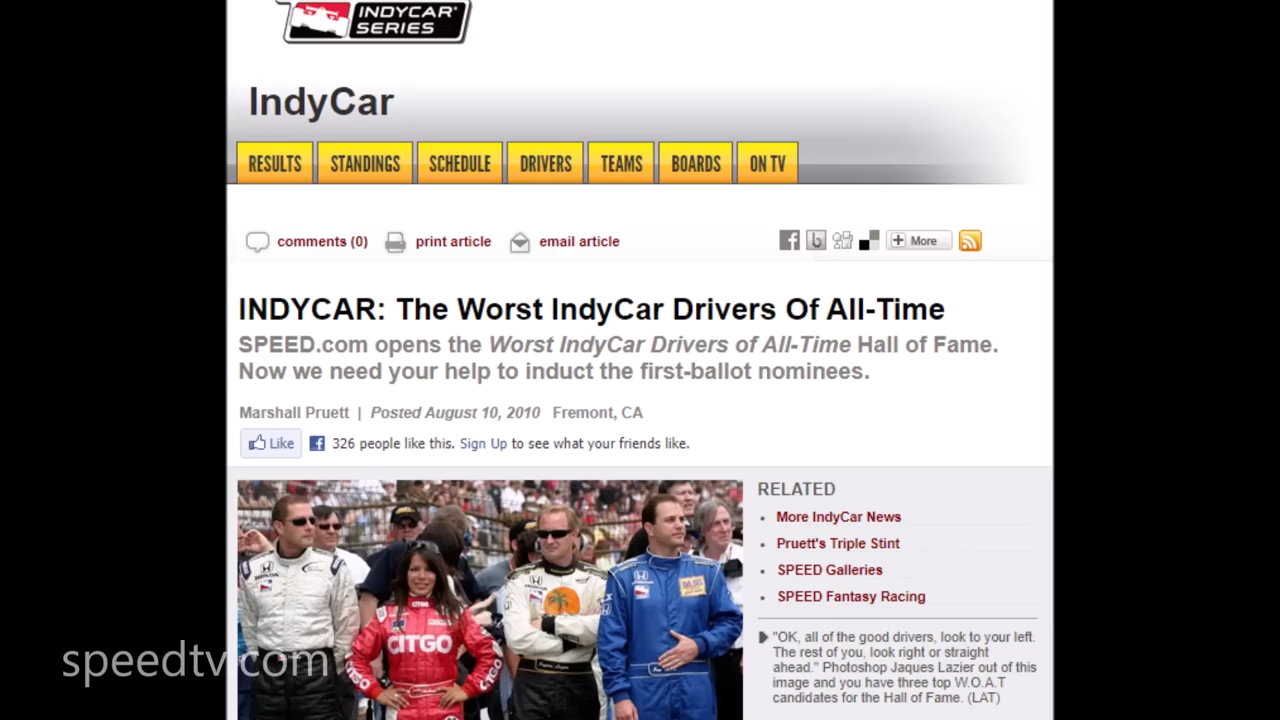 INDYCAR®
SERIES
IndyCar
RESULTS STANDINGS SCHEDULE DRIVERS TEAMS BOARDS ON TV
comments (0) print article email article More
INDYCAR: The Worst IndyCar Drivers Of All-Time
SPEED.com opens the Worst IndyCar Drivers of All-Time Hall of Fame.
Now we need your help to induct the first-ballot nominees.
Marshall Pruett | Posted August 10, 2010 Fremont, CA
Like 326 people like this. Sign Up to see what your friends like.
RELATED
More IndyCar News
Pruett's Triple Stint
SPEED Galleries
SPEED Fantasy Racing
"OK, all of the good drivers, look to your left.
The rest of you, look right or straight
ahead." Photoshop Jaques Lazier out of this
image and you have three top W.O.A.T
candidates for the Hall of Fame. (LAT)
CITGO
speedtv.com